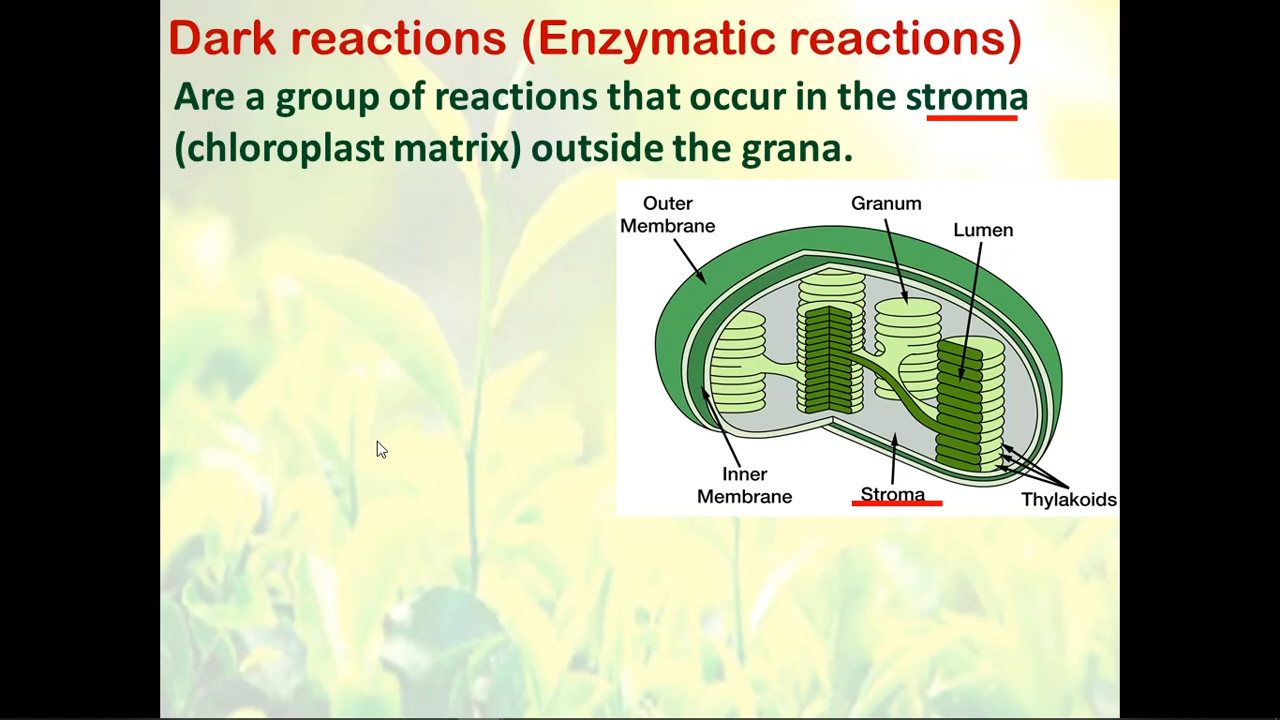 Dark reactions (Enzymatic reactions)
Are a group of reactions that occur in the stroma
(chloroplast matrix) outside the grana.
Outer
Membrane
Granum
Lumen
Inner
Membrane
Stroma
Thylakoids